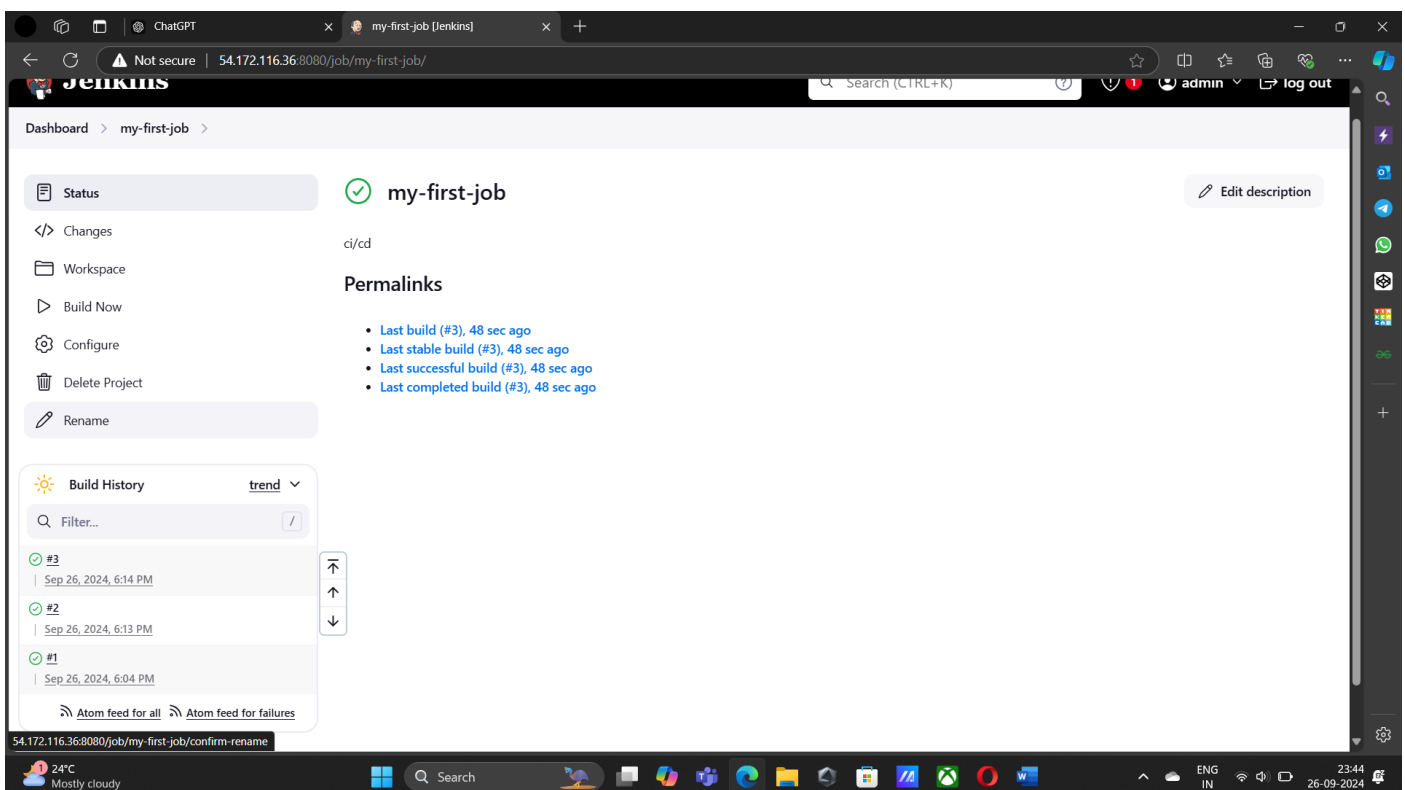 ChatGPT
my-first-job [Jenkins]
Not secure | 54.172.116.36:8080/job/my-first-job/
Jenkins
Search (CTRL+K)
1
admin
log out
Dashboard > my-first-job >
Status
Changes
Workspace
Build Now
Configure
Delete Project
Rename
my-first-job
Edit description
ci/cd
Permalinks
Last build (#3), 48 sec ago
Last stable build (#3), 48 sec ago
Last successful build (#3), 48 sec ago
Last completed build (#3), 48 sec ago
Build History
trend
Filter...
/
#3
Sep 26, 2024, 6:14 PM
#2
Sep 26, 2024, 6:13 PM
#1
Sep 26, 2024, 6:04 PM
Atom feed for all Atom feed for failures
54.172.116.36:8080/job/my-first-job/confirm-rename
1
24°C
Mostly cloudy
Search
ENG
IN
23:44
26-09-2024